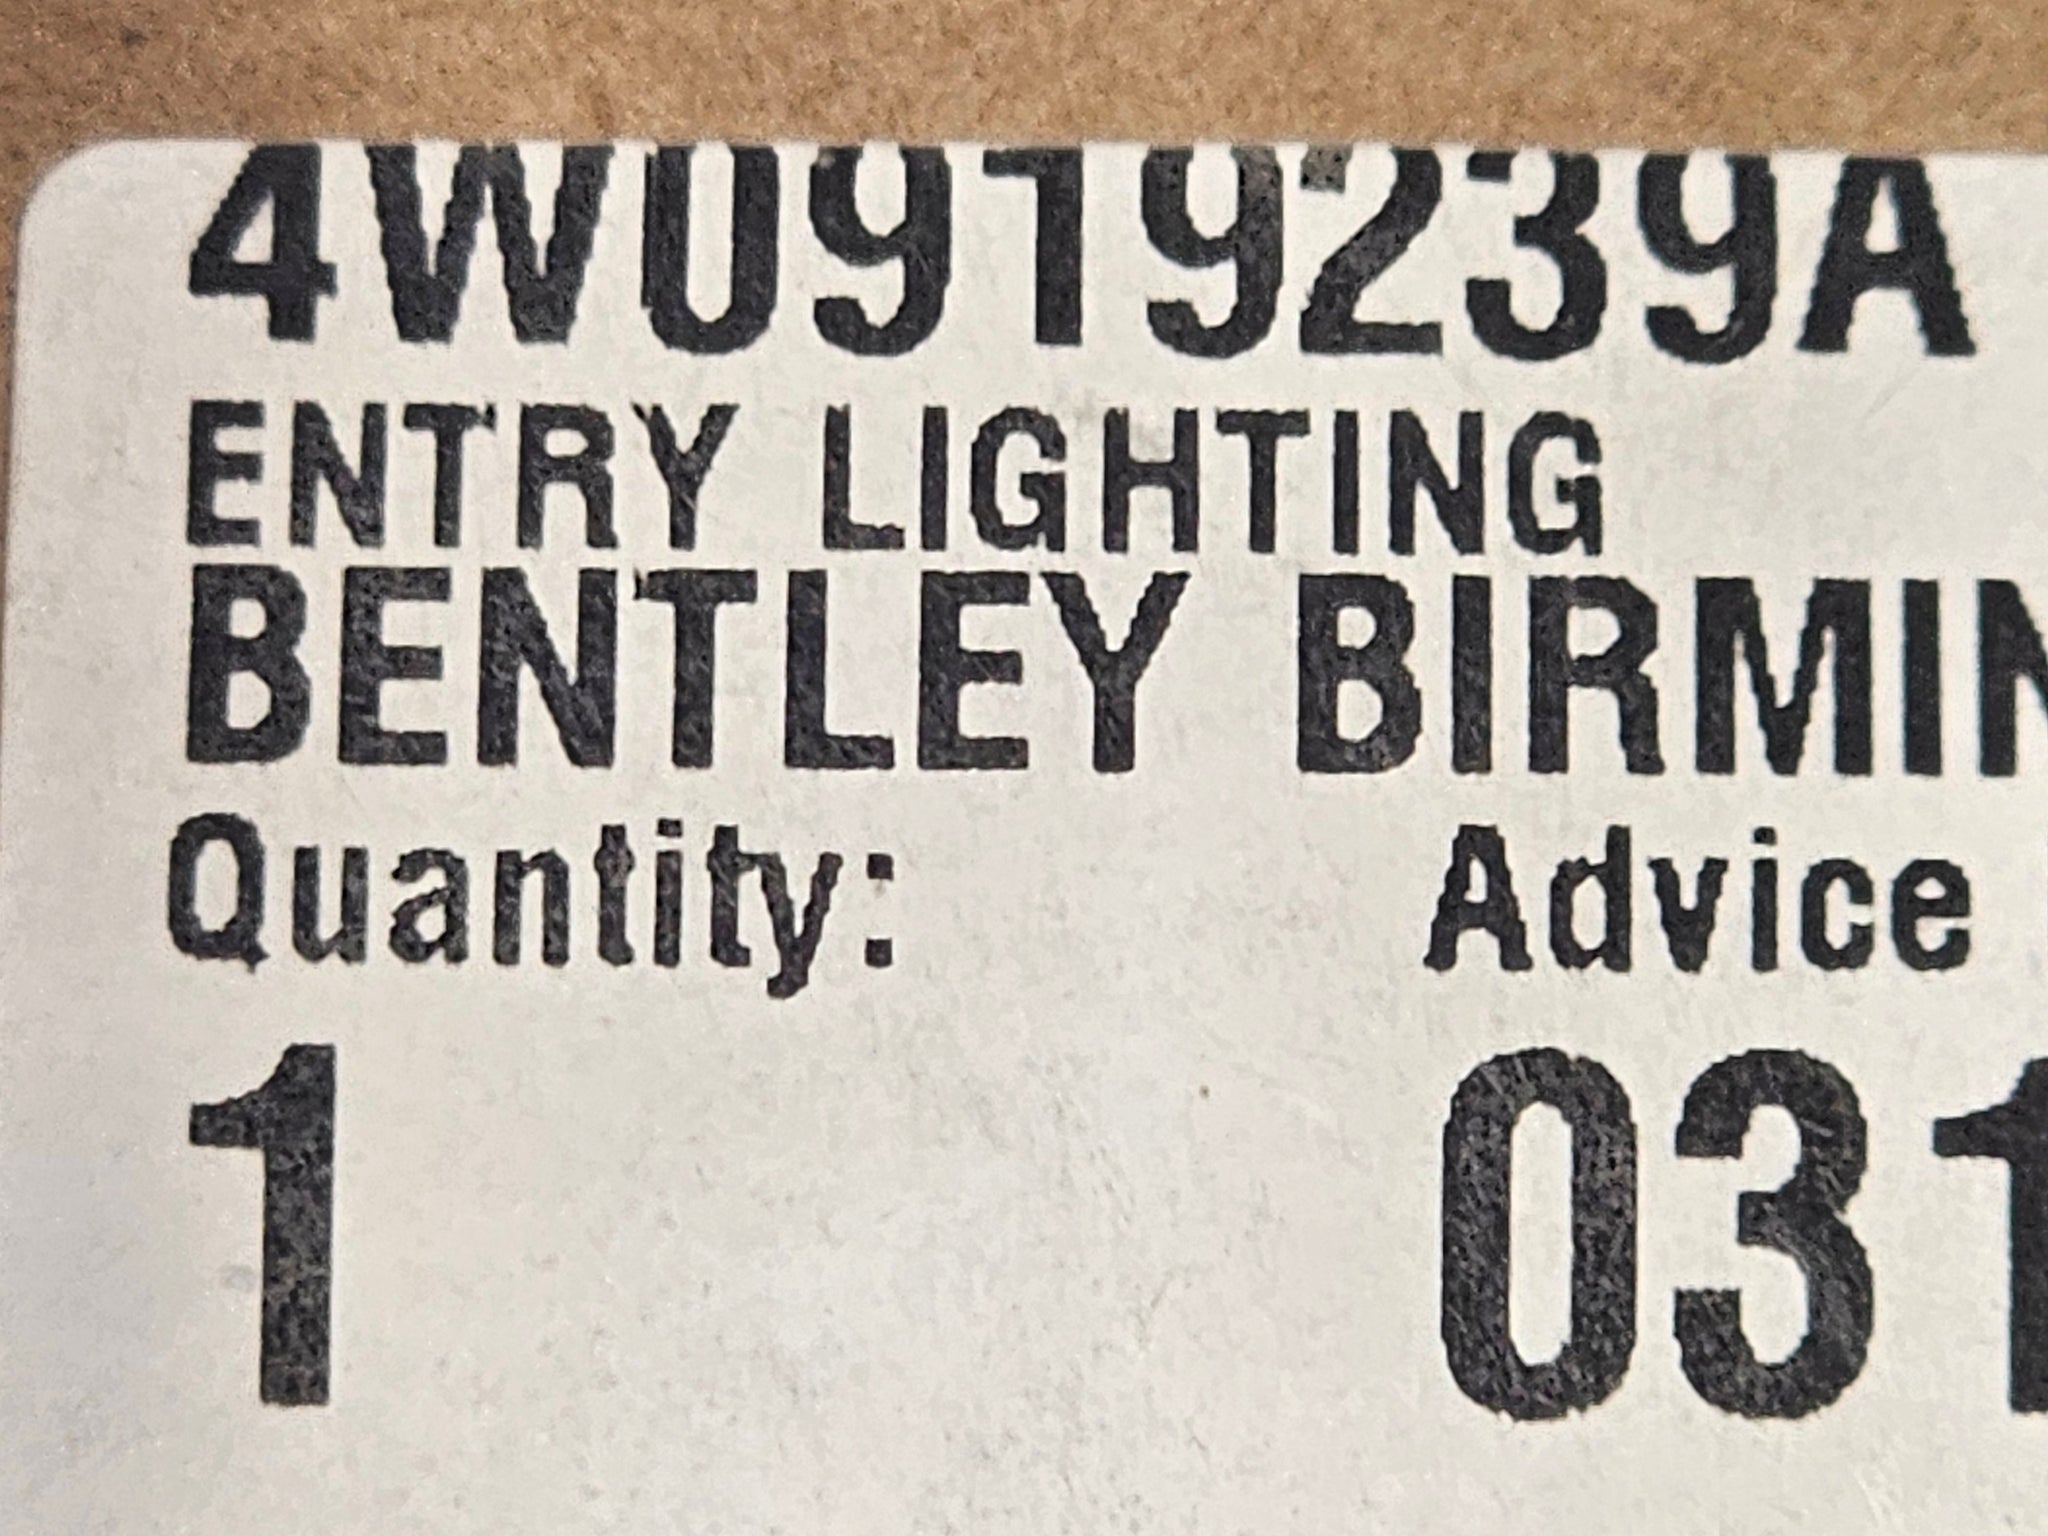 4W0919239A
ENTRY LIGHTING
BENTLEY BIRMIN
Quantity: Advice
1 031